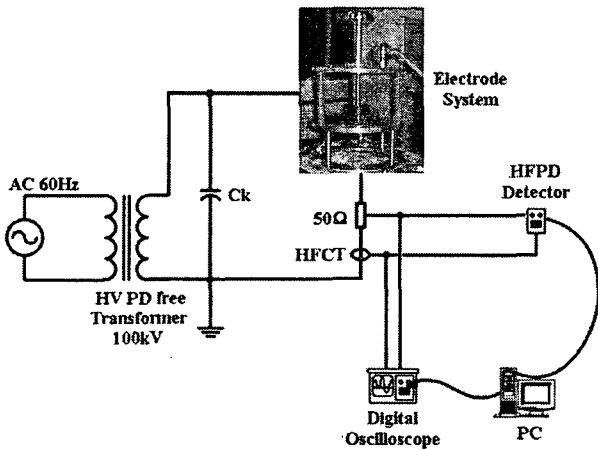 Electrode
System
AC 60Hz
HFPD
Detector
Ck
50Ω
HFCT
HV PD free
Transformer
100kV
Digital
Oscilloscope
PC